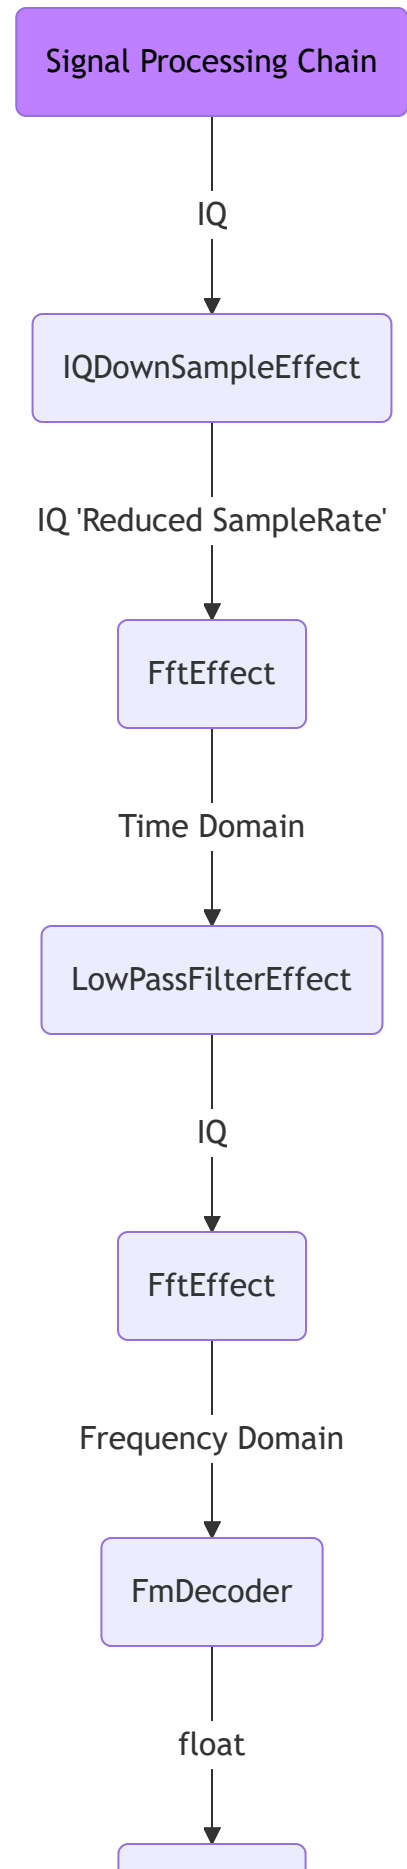 Signal Processing Chain
IQ
IQDownSampleEffect
IQ 'Reduced SampleRate'
FftEffect
Time Domain
LowPassFilterEffect
IQ
FftEffect
Frequency Domain
FmDecoder
float